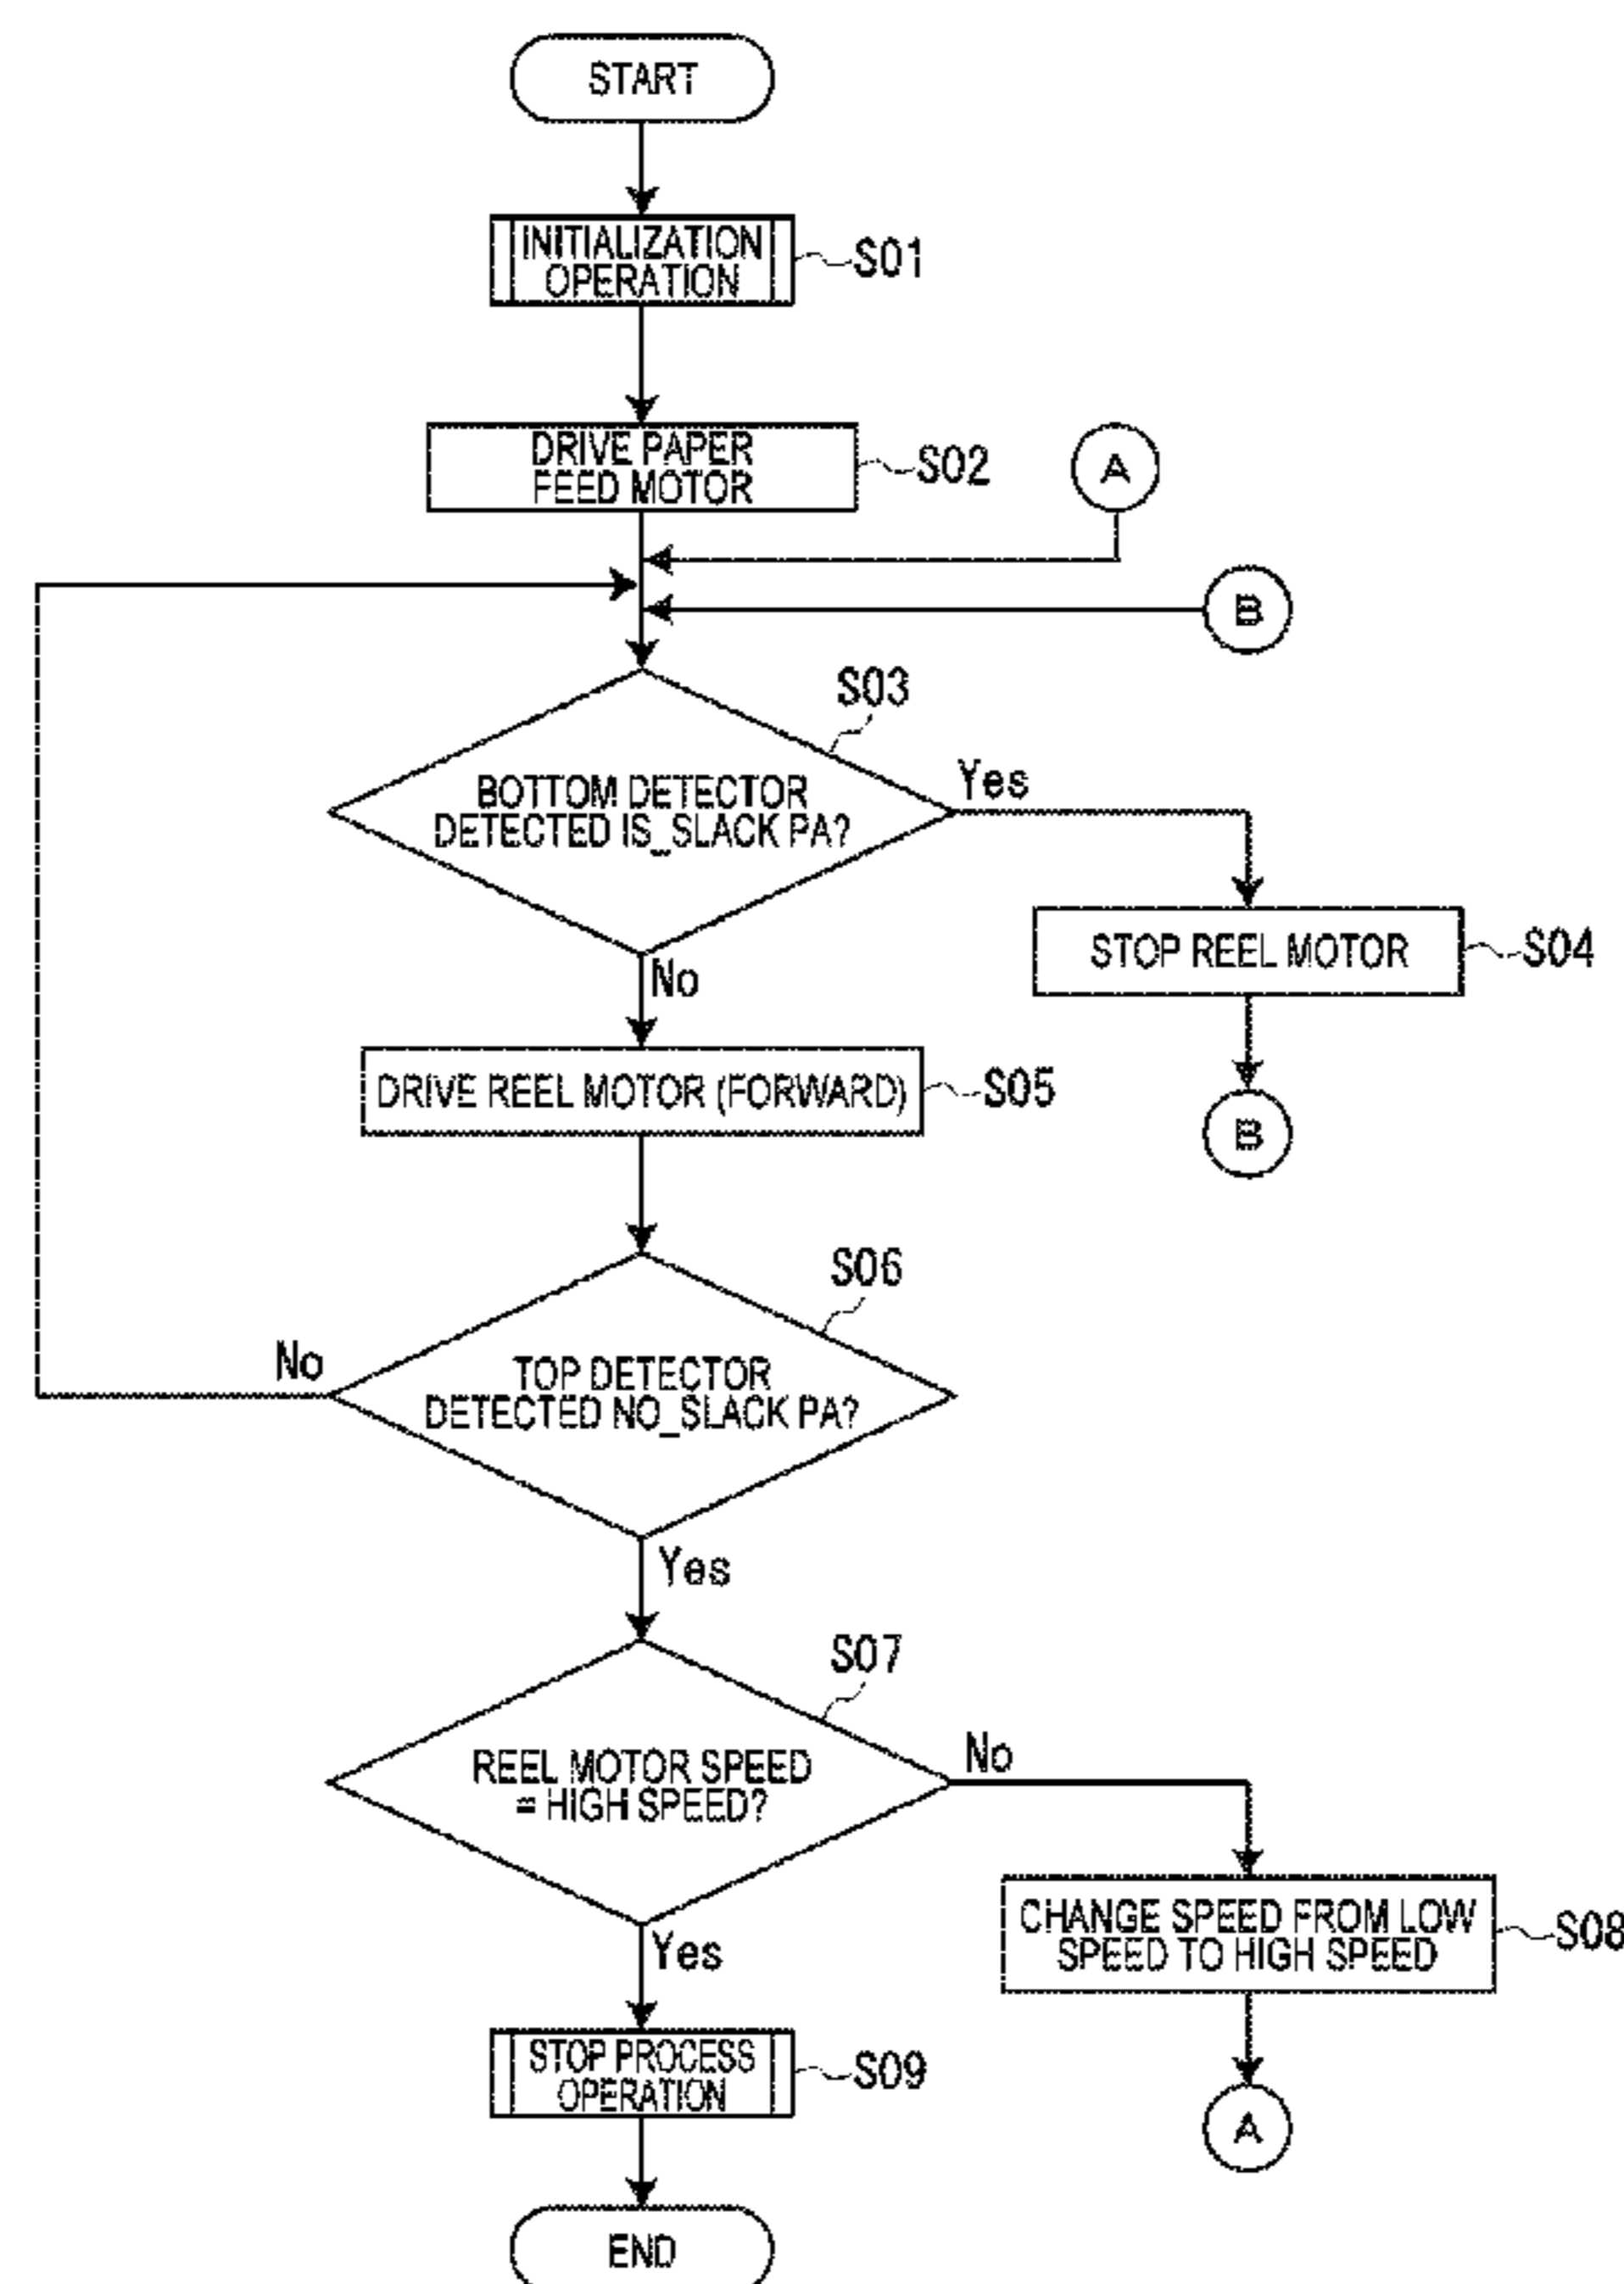 START
INITIALIZATION
OPERATION
S01
DRIVE PAPER
FEED MOTOR
S02
A
B
S03
BOTTOM DETECTOR
DETECTED IS_SLACK PA?
Yes
No
STOP REEL MOTOR
S04
B
DRIVE REEL MOTOR (FORWARD)
S05
S06
TOP DETECTOR
DETECTED NO_SLACK PA?
No
Yes
S07
REEL MOTOR SPEED
= HIGH SPEED?
No
Yes
CHANGE SPEED FROM LOW
SPEED TO HIGH SPEED
S08
A
STOP PROCESS
OPERATION
S09
END